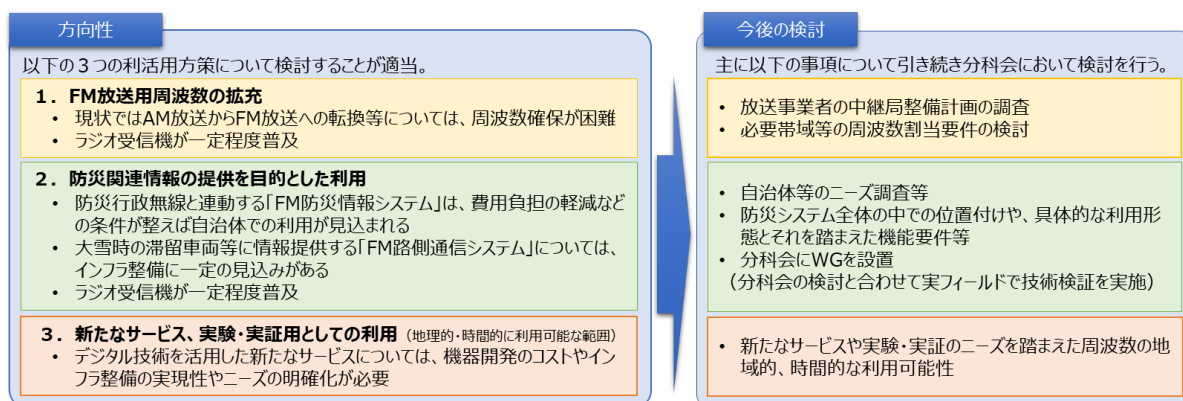 方向性
以下の３つの利活用方策について検討することが適当。
１．FM放送用周波数の拡充
• 現状ではAM放送からFM放送への転換等については、周波数確保が困難
• ラジオ受信機が一定程度普及
２．防災関連情報の提供を目的とした利用
• 防災行政無線と連動する｢FM防災情報システム｣は、費用負担の軽減など
の条件が整えば自治体での利用が見込まれる
• 大雪時の滞留車両等に情報提供する｢FM路側通信システム｣については、
インフラ整備に一定の見込みがある
• ラジオ受信機が一定程度普及
３．新たなサービス、実験・実証用としての利用（地理的・時間的に利用可能な範囲）
• デジタル技術を活用した新たなサービスについては、機器開発のコストやイン
フラ整備の実現性やニーズの明確化が必要
今後の検討
主に以下の事項について引き続き分科会において検討を行う。
• 放送事業者の中継局整備計画の調査
• 必要帯域等の周波数割当要件の検討
• 自治体等のニーズ調査等
• 防災システム全体の中での位置付けや、具体的な利用形
態とそれを踏まえた機能要件等
• 分科会にWGを設置
（分科会の検討と合わせて実フィールドで技術検証を実施）
• 新たなサービスや実験・実証のニーズを踏まえた周波数の地
域的、時間的な利用可能性